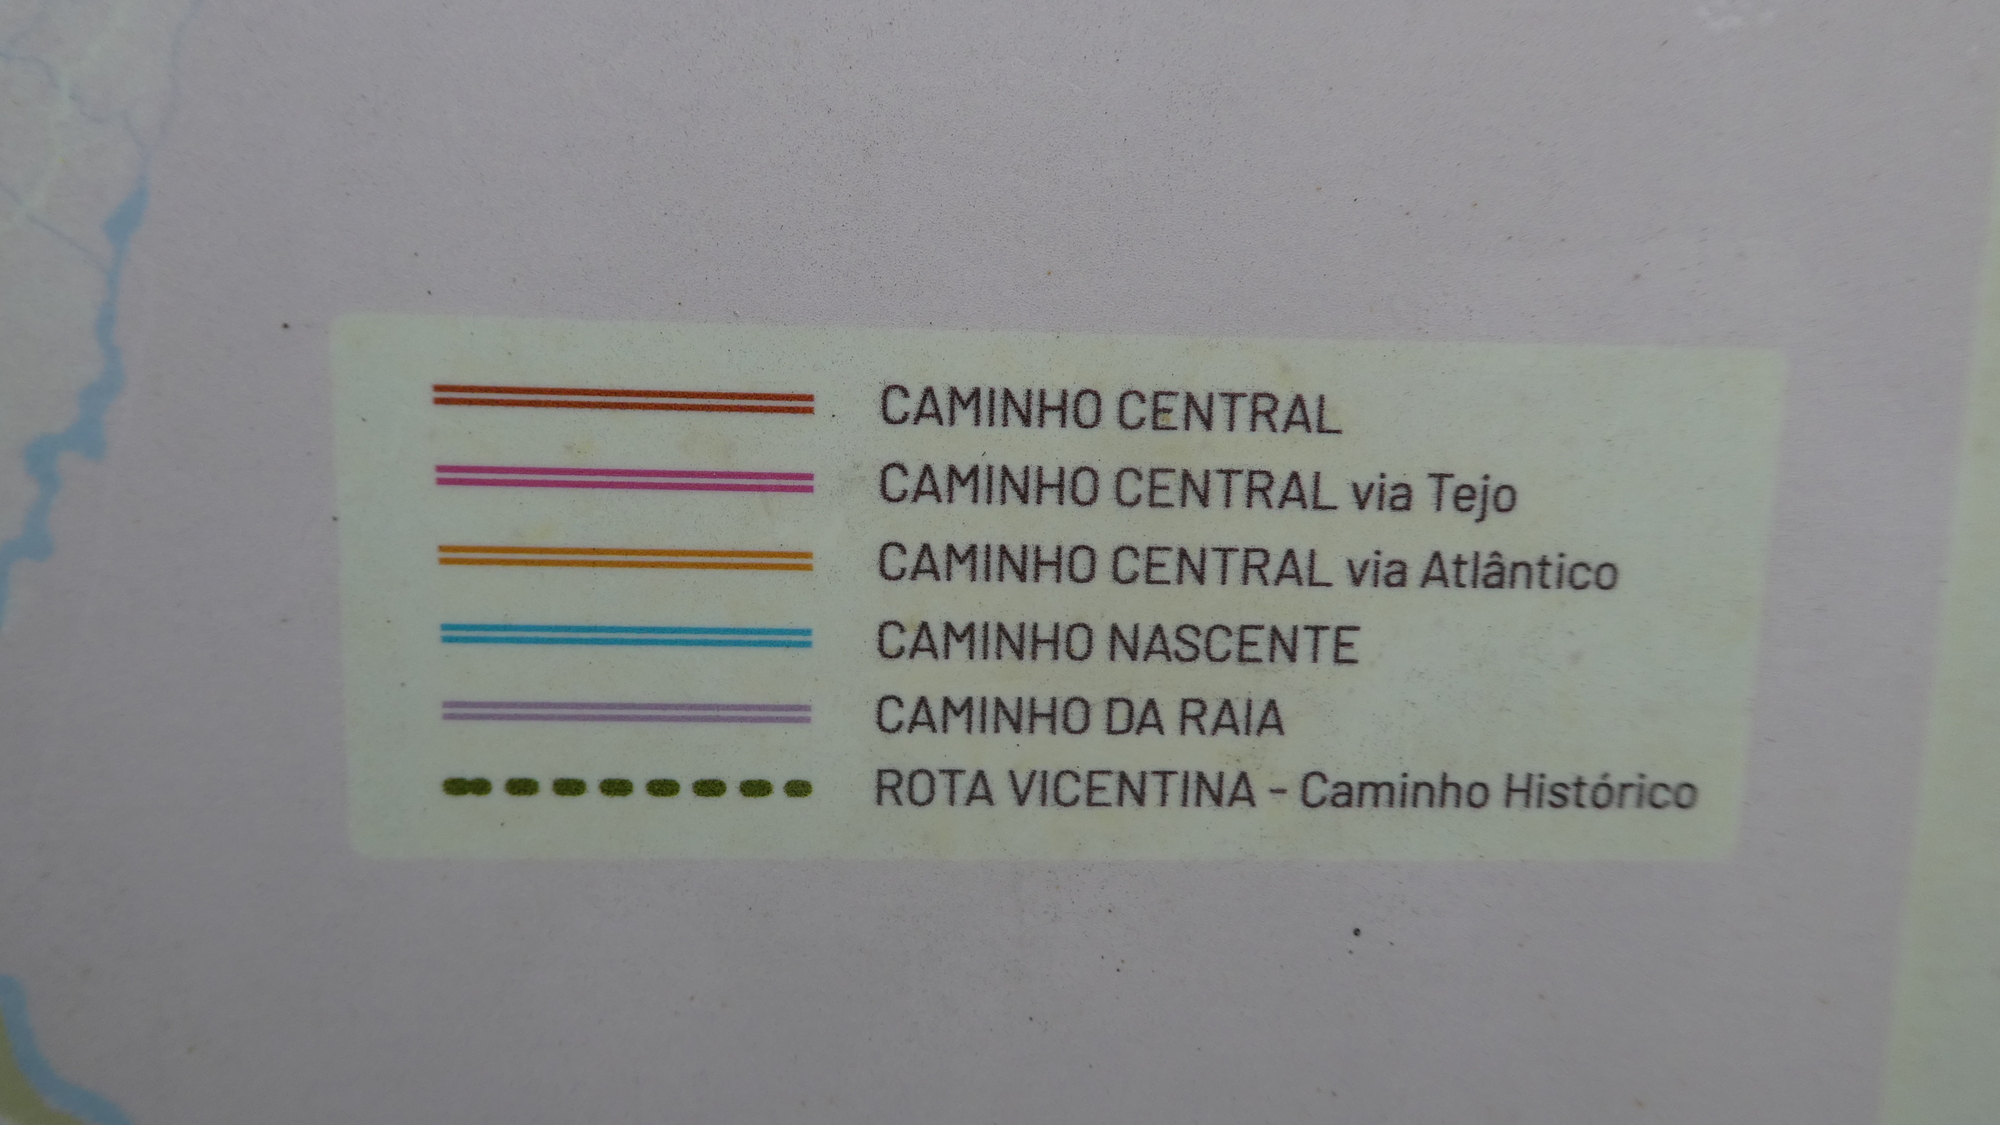 CAMINHO CENTRAL
CAMINHO CENTRAL via Tejo
CAMINHO CENTRAL via Atlântico
CAMINHO NASCENTE
CAMINHO DA RAIA
ROTA VICENTINA - Caminho Histórico